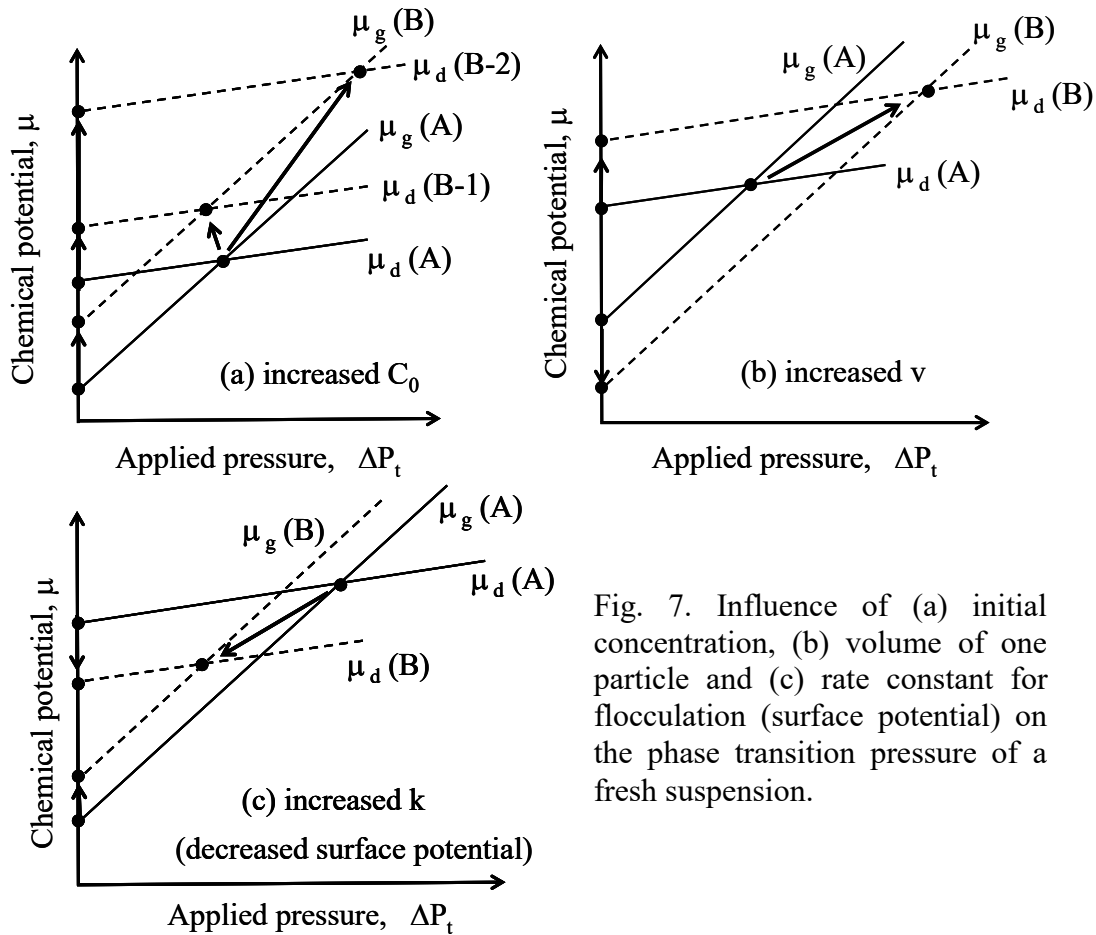 μg (B)
μd (B-2)
μg (A)
μd (B-1)
μd (A)
Chemical potential, μ
(a) increased C0
Applied pressure, ΔPt
μg (B)
μg (A)
μd (B)
μd (A)
Chemical potential, μ
(b) increased v
Applied pressure, ΔPt
μg (A)
μg (B)
μd (A)
μd (B)
Chemical potential, μ
(c) increased k
(decreased surface potential)
Applied pressure, ΔPt
Fig. 7. Influence of (a) initial
concentration, (b) volume of one
particle and (c) rate constant for
flocculation (surface potential) on
the phase transition pressure of a
fresh suspension.